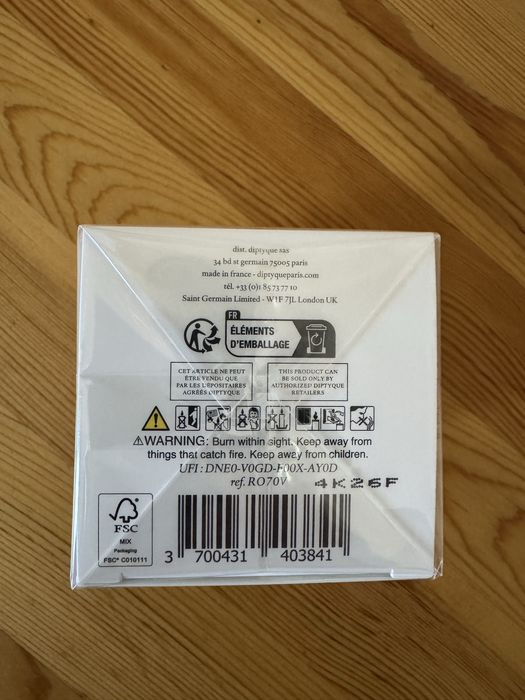 dist. diptyque sas
34 bd st germain 75005 paris
made in france - diptyqueparis.com
tél. +33 (0)1 85 73 77 10
Saint Germain Limited - W1F 7JL London UK
FR
ÉLÉMENTS
D'EMBALLAGE
CET ARTICLE NE PEUT
ÊTRE VENDU QUE
PAR LES DÉPOSITAIRES
AGRÉÉS DIPTYQUE
THIS PRODUCT CAN
BE SOLD ONLY BY
AUTHORIZED DIPTYQUE
RETAILERS
WARNING: Burn within sight. Keep away from
things that catch fire. Keep away from children.
UFI : DNE0-V0GD-F00X-AY0D
ref. RO70V
4K26F
FSC
MIX
Packaging
FSC® C010111
3 700431 403841